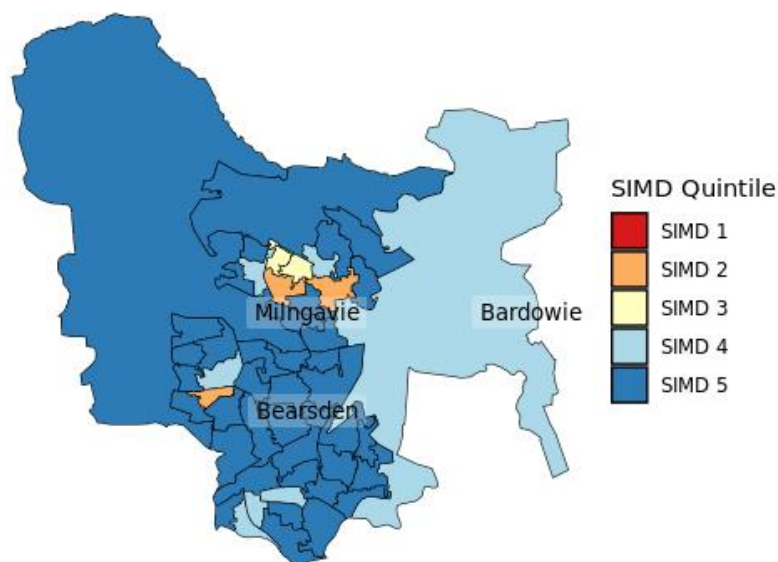 SIMD Quintile
SIMD 1
SIMD 2
SIMD 3
SIMD 4
SIMD 5
Milngavie
Bardowie
Bearsden